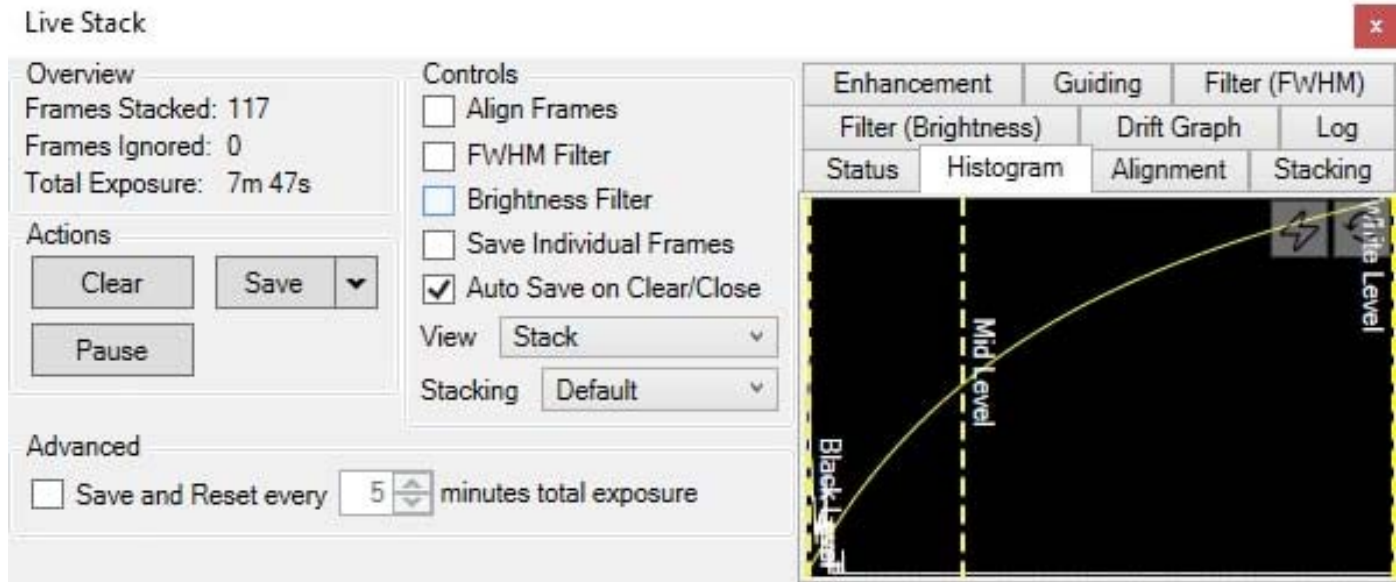 Live Stack
x
Overview
Frames Stacked: 117
Frames Ignored: 0
Total Exposure: 7m 47s
Actions
Clear
Save
Pause
Controls
Align Frames
FWHM Filter
Brightness Filter
Save Individual Frames
Auto Save on Clear/Close
View Stack
Stacking Default
Advanced
Save and Reset every 5 minutes total exposure
Enhancement Guiding Filter (FWHM)
Filter (Brightness) Drift Graph Log
Status Histogram Alignment Stacking
Black Level
Mid Level
White Level